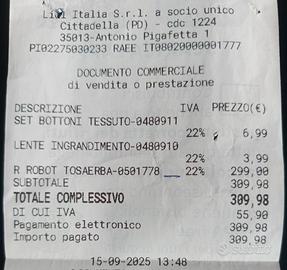 Lidl Italia S.r.l. a socio unico
Cittadella (PD) - cdc 1224
35013-Antonio Pigafetta 1
PI02275030233 RAEE IT08020000001777
DOCUMENTO COMMERCIALE
di vendita o prestazione
DESCRIZIONE IVA PREZZO(€)
SET BOTTONI TESSUTO-0480911
22% 6,99
LENTE INGRANDIMENTO-0480910
22% 3,99
R ROBOT TOSAERBA-0501778 22% 299,00
SUBTOTALE 309,98
TOTALE COMPLESSIVO 309,98
DI CUI IVA 55,90
Pagamento elettronico 309,98
Importo pagato 309,98
15-09-2025 13:48
subito